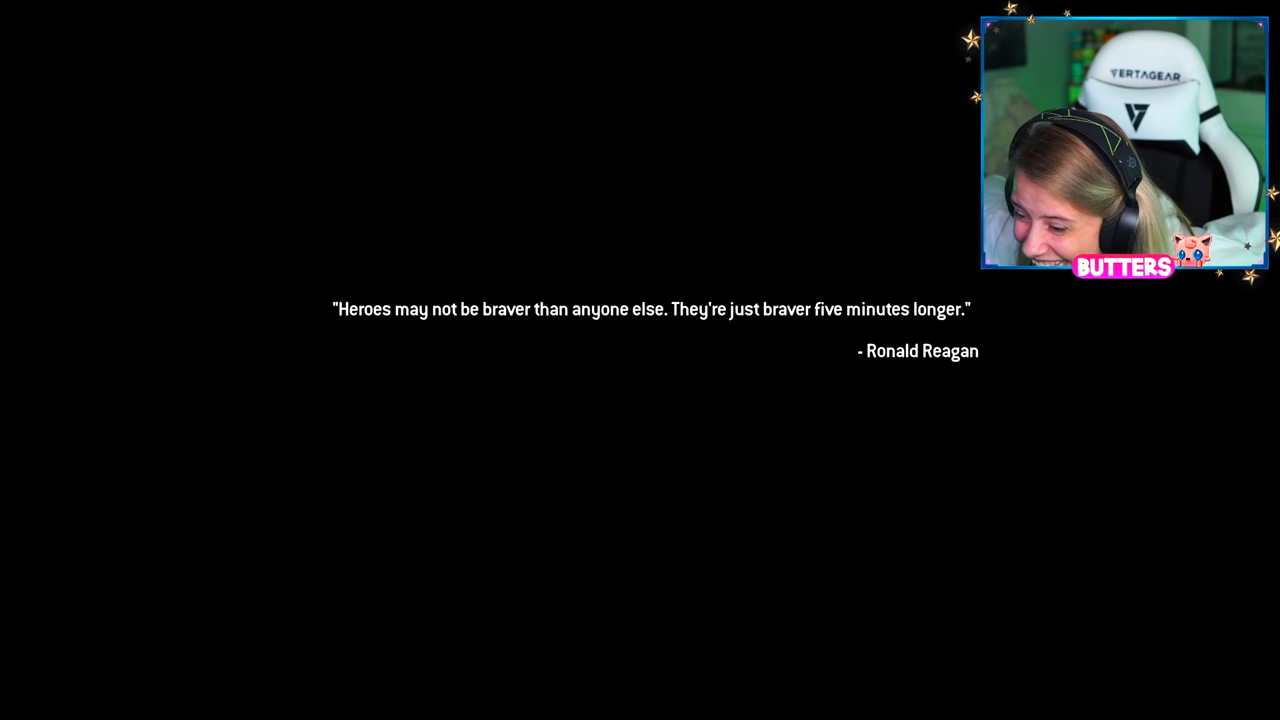 VERTAGEAR
BUTTERS
"Heroes may not be braver than anyone else. They're just braver five minutes longer."
- Ronald Reagan